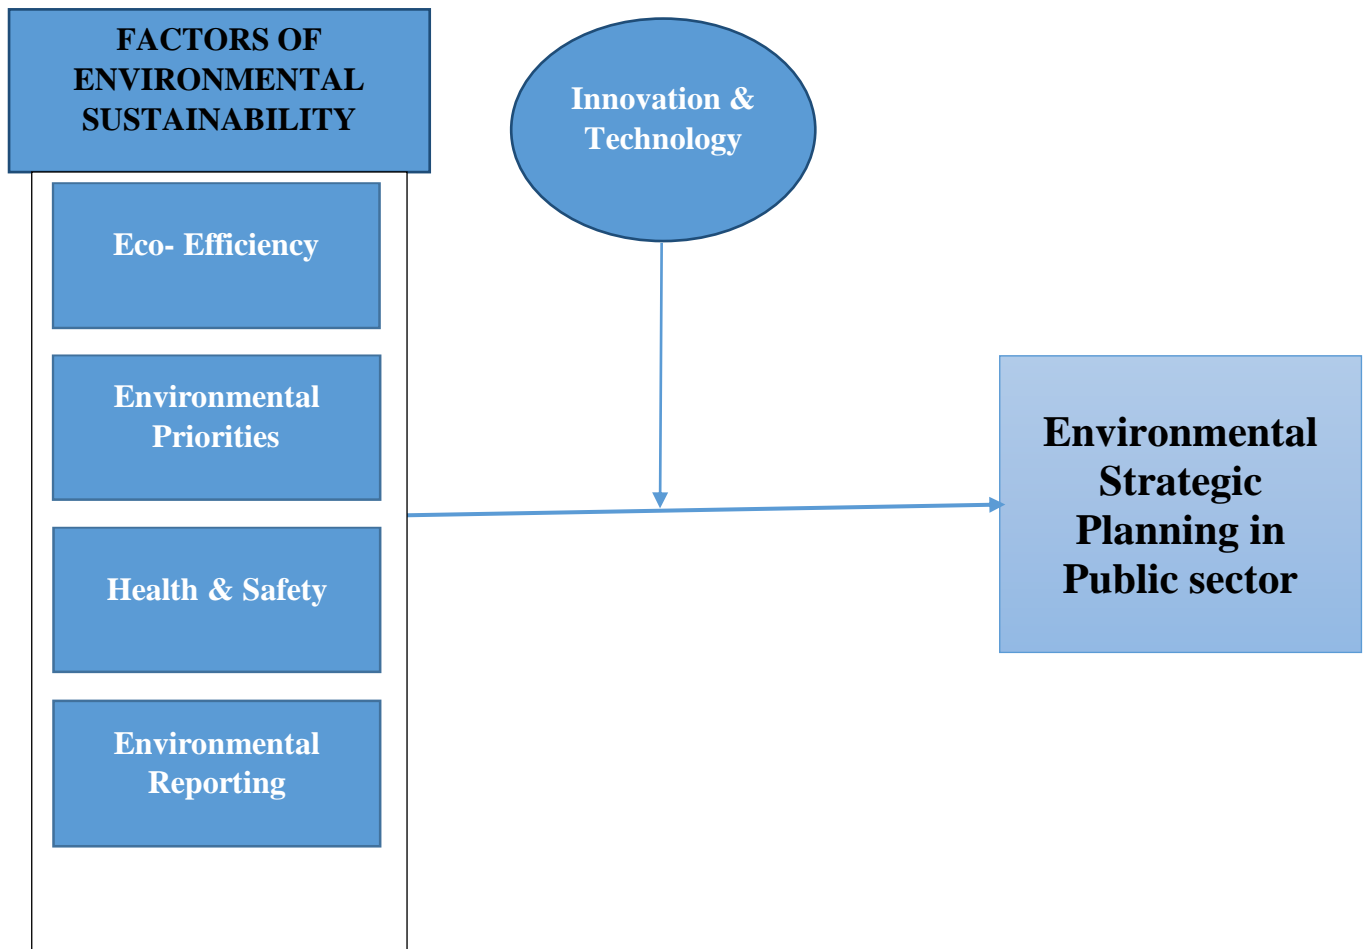 FACTORS OF
ENVIRONMENTAL
SUSTAINABILITY
Eco- Efficiency
Environmental
Priorities
Health & Safety
Environmental
Reporting
Innovation &
Technology
Environmental
Strategic
Planning in
Public sector